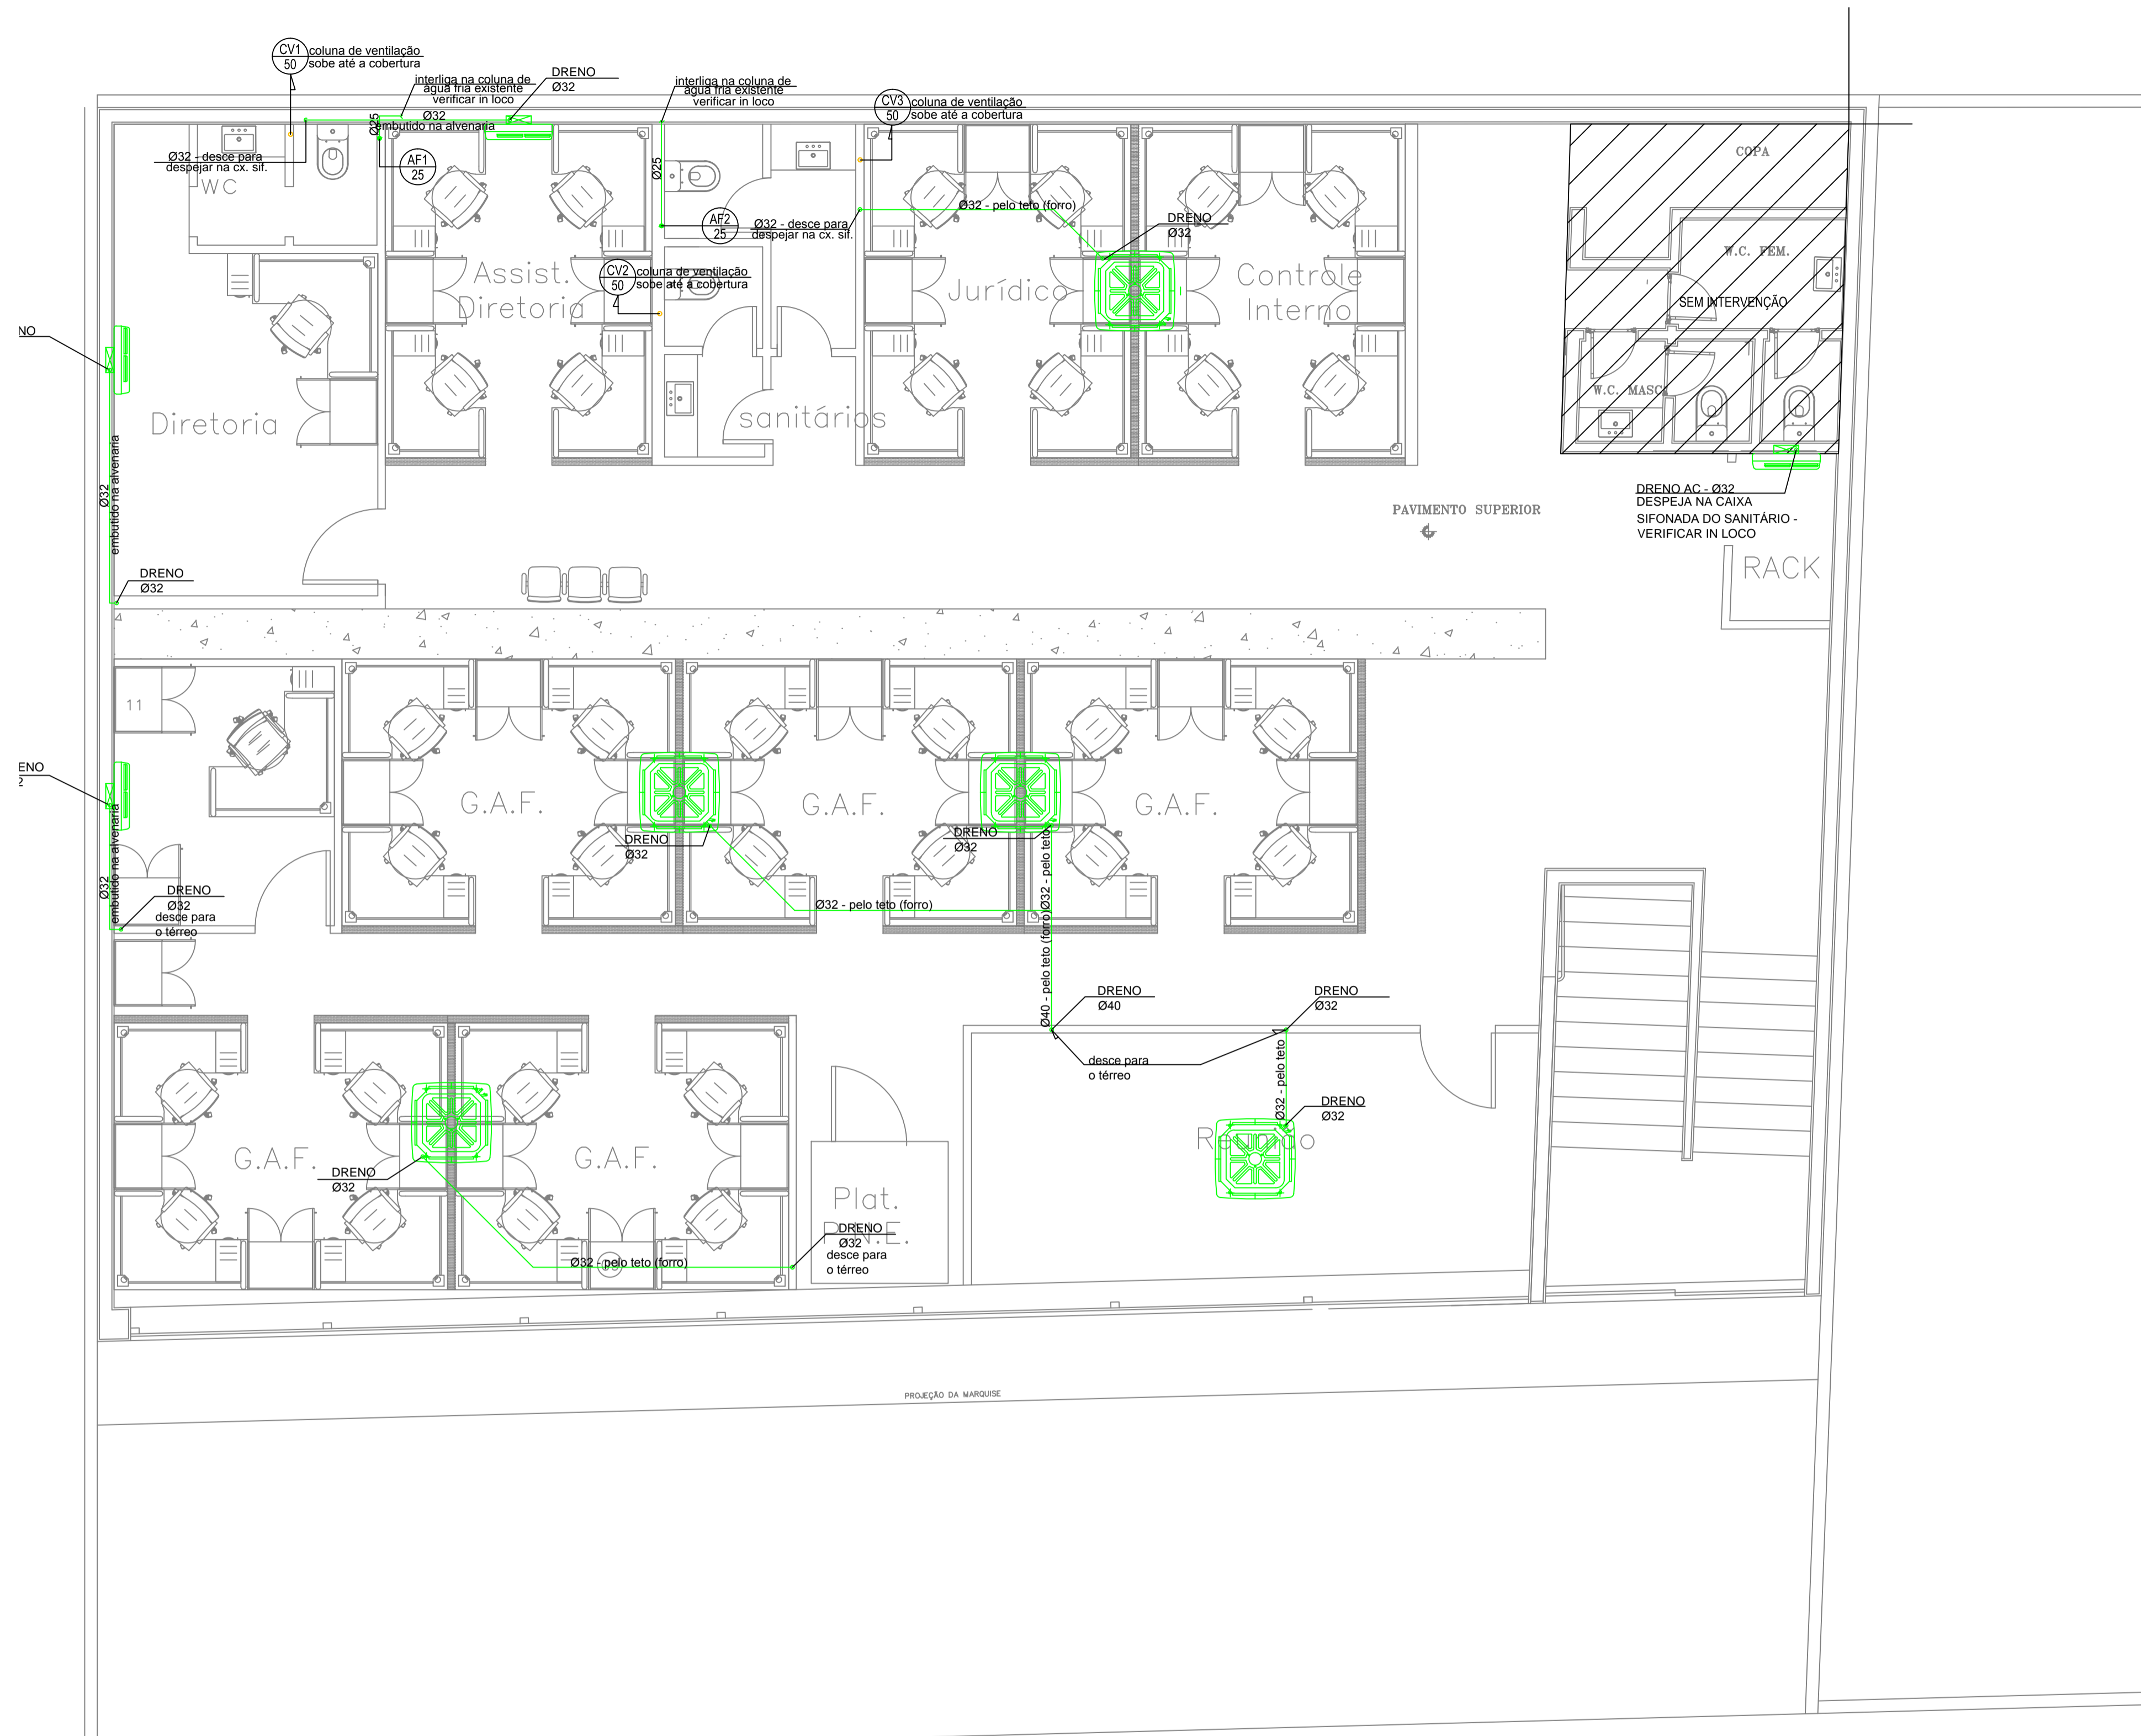 CV1
50
coluna de ventilação
sobe até a cobertura
interliga na coluna de
água fria existente
verificar in loco
DRENO
Ø32
interliga na coluna de
água fria existente
verificar in loco
CV3
50
coluna de ventilação
sobe até a cobertura
Ø25
Ø32
embutido na alvenaria
Ø32 - desce para
despejar na cx. sif.
WC
AF1
25
Ø25
AF2
25
Ø32 - desce para
despejar na cx. sif.
Ø32 - pelo teto (forro)
DRENO
Ø32
COPA
W.C. FEM.
SEM INTERVENÇÃO
W.C. MASC.
CV2
50
coluna de ventilação
sobe até a cobertura
Assist.
Diretoria
Jurídico
Controle
Interno
NO
Diretoria
sanitários
Ø32
embutido na alvenaria
DRENO AC - Ø32
DESPEJA NA CAIXA
SIFONADA DO SANITÁRIO -
VERIFICAR IN LOCO
PAVIMENTO SUPERIOR
RACK
DRENO
Ø32
11
ENO
2
G.A.F.
G.A.F.
G.A.F.
DRENO
Ø32
DRENO
Ø32
Ø32 - pelo teto
Ø32
embutido na alvenaria
DRENO
Ø32
desce para
o térreo
Ø32 - pelo teto (forro)
Ø40 - pelo teto (forro)
DRENO
Ø40
DRENO
Ø32
desce para
o térreo
Ø32 - pelo teto
DRENO
Ø32
G.A.F.
G.A.F.
DRENO
Ø32
Plat.
P.N.E.
DRENO
Ø32
desce para
o térreo
Ø32 - pelo teto (forro)
PROJEÇÃO DA MARQUISE